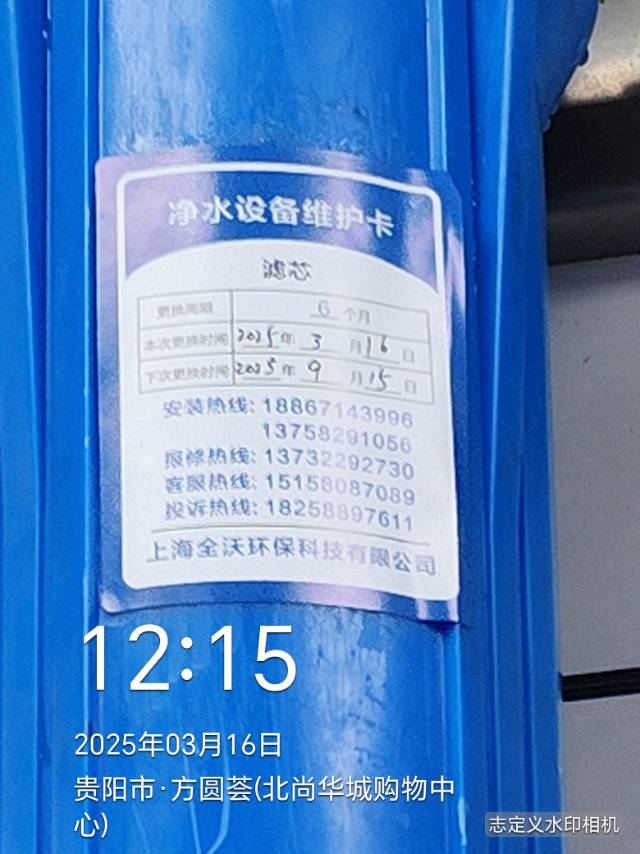 净水设备维护卡
滤芯
更换周期 6 个月
本次更换时间 2025年 3 月16日
下次更换时间 2025年 9 月15日
安装热线: 18867143996
13758291056
报修热线: 13732292730
客服热线: 15158087089
投诉热线: 18258897611
上海全沃环保科技有限公司
12:15
2025年03月16日
贵阳市·方圆荟(北尚华城购物中
心)
志定义水印相机